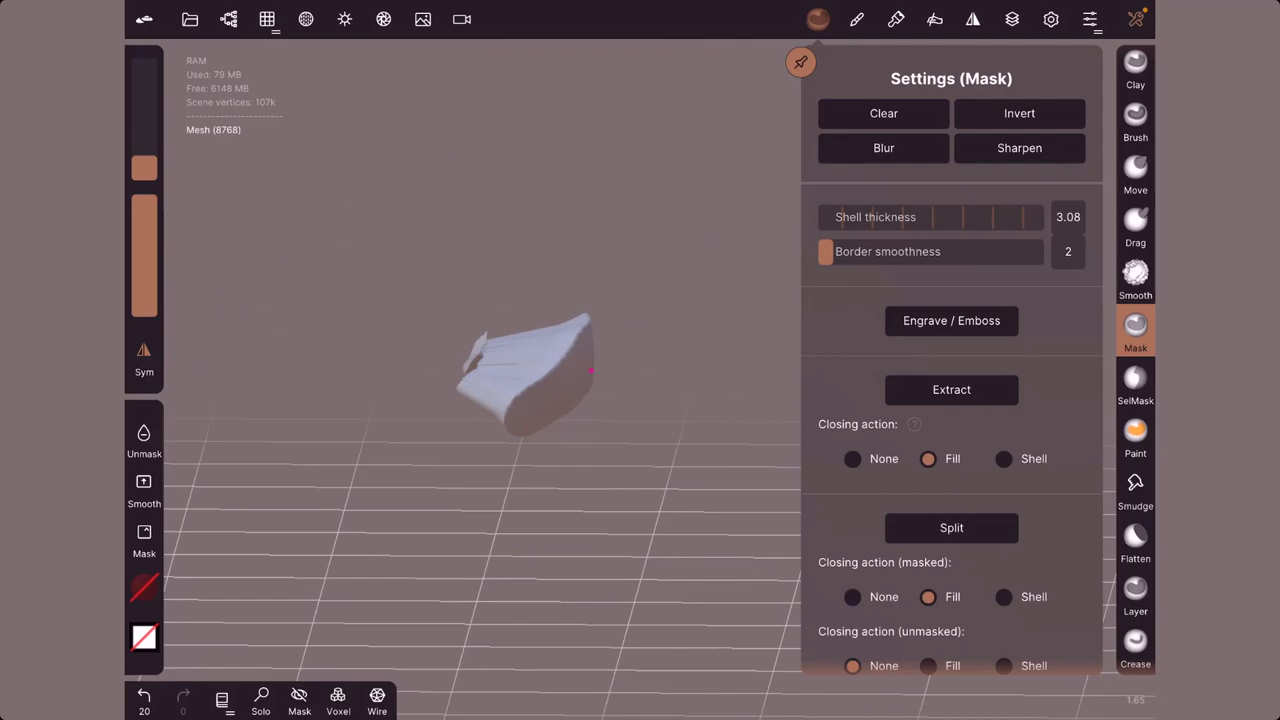 RAM
Used: 79 MB
Free: 6148 MB
Scene vertices: 107k
----------------------
Mesh (8768)
Sym
Unmask
Smooth
Mask
20
0
Solo
Mask
Voxel
Wire
Settings (Mask)
Clear
Invert
Blur
Sharpen
Shell thickness
3.08
Border smoothness
2
Engrave / Emboss
Extract
Closing action:
?
None
Fill
Shell
Split
Closing action (masked):
None
Fill
Shell
Closing action (unmasked):
None
Fill
Shell
Clay
Brush
Move
Drag
Smooth
Mask
SelMask
Paint
Smudge
Flatten
Layer
Crease
1.65